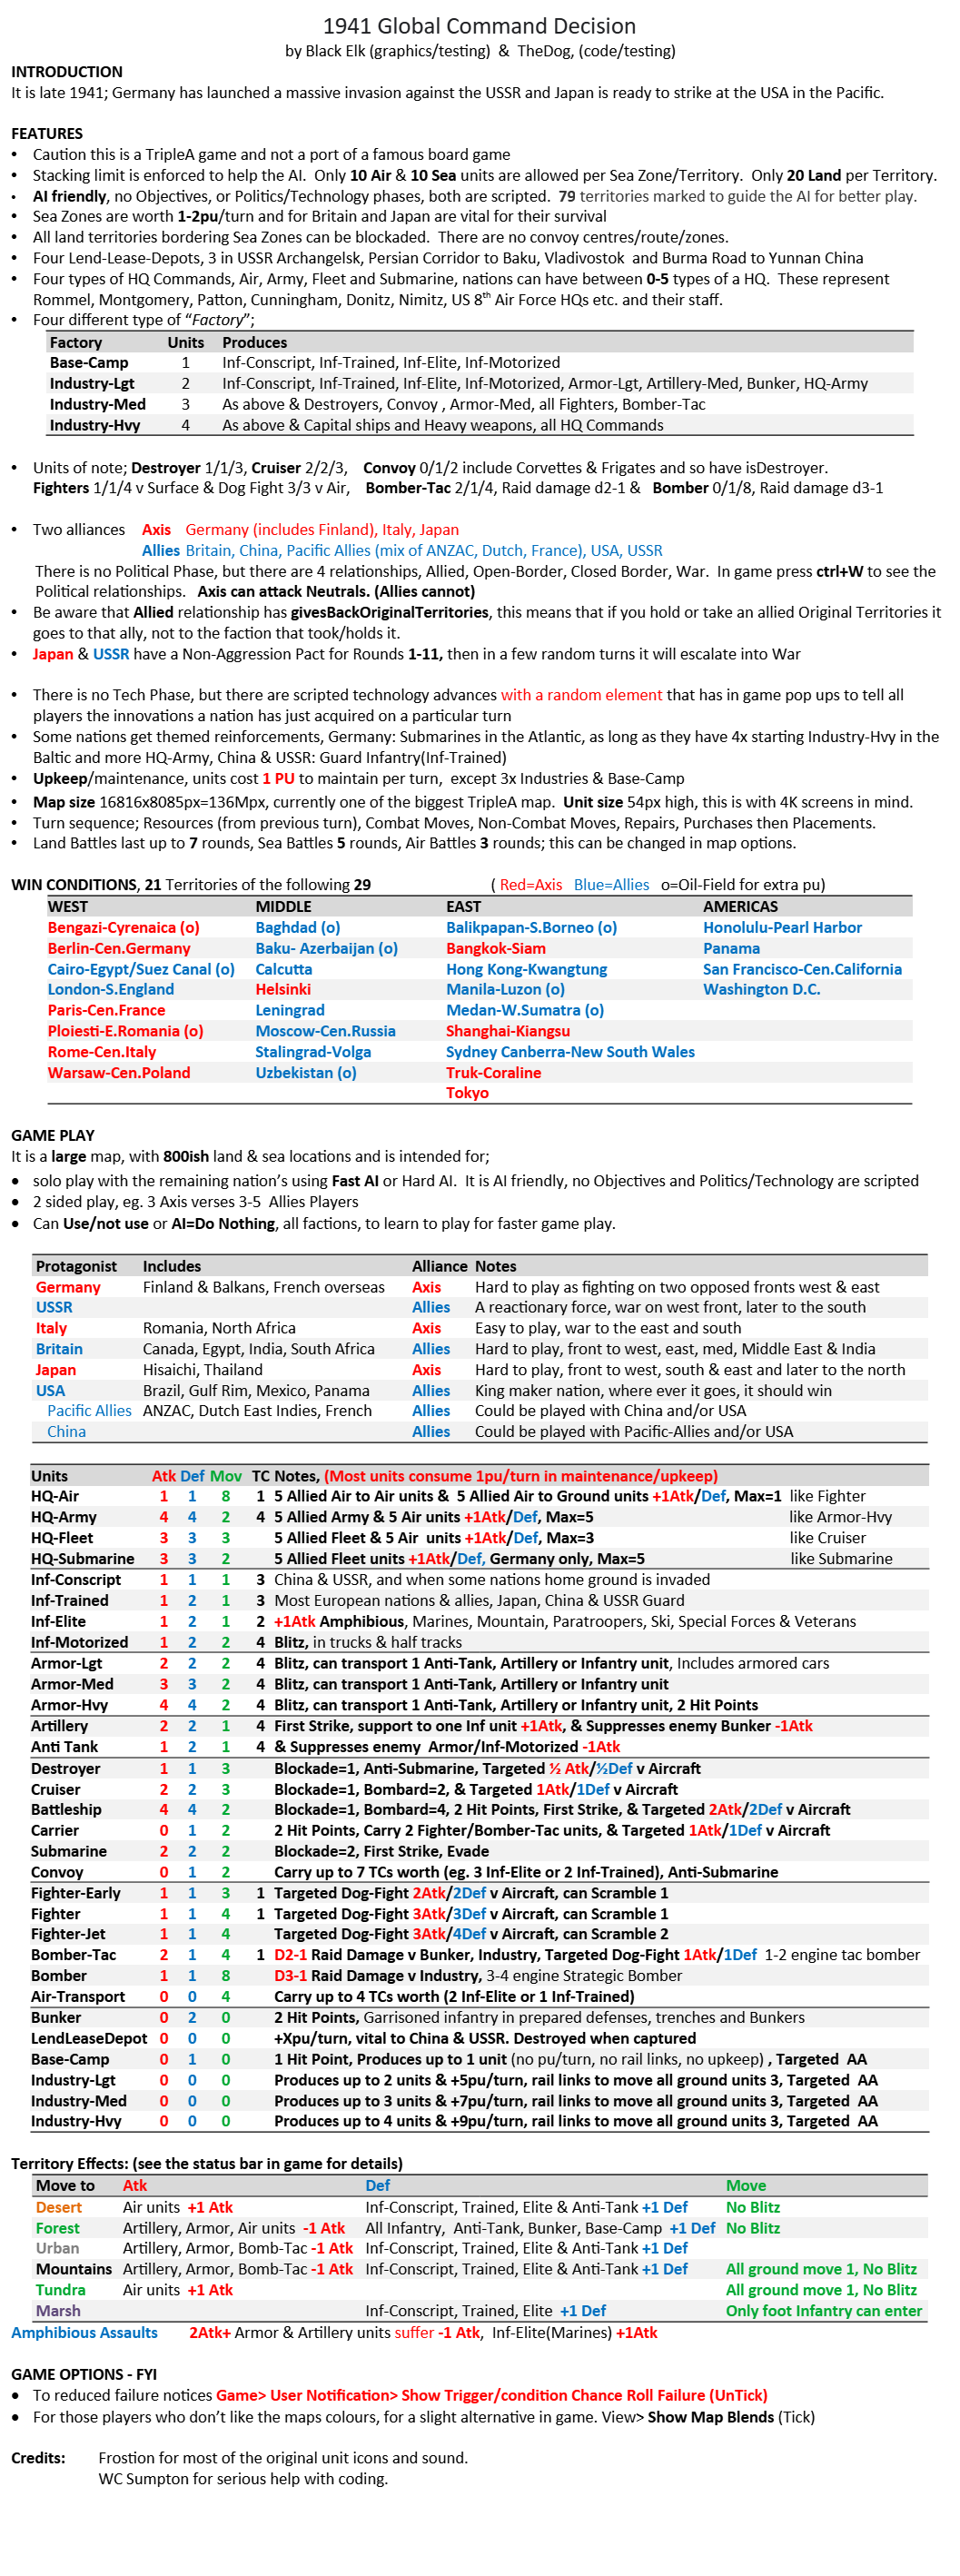 1941 Global Command Decision
by Black Elk (graphics/testing) & TheDog, (code/testing)
INTRODUCTION
It is late 1941; Germany has launched a massive invasion against the USSR and Japan is ready to strike at the USA in the Pacific.
FEATURES
• Caution this is a TripleA game and not a port of a famous board game
• Stacking limit is enforced to help the AI. Only 10 Air & 10 Sea units are allowed per Sea Zone/Territory. Only 20 Land per Territory.
• AI friendly, no Objectives, or Politics/Technology phases, both are scripted. 79 territories marked to guide the AI for better play.
• Sea Zones are worth 1-2pu/turn and for Britain and Japan are vital for their survival
• All land territories bordering Sea Zones can be blockaded. There are no convoy centres/route/zones.
• Four Lend-Lease-Depots, 3 in USSR Archangelsk, Persian Corridor to Baku, Vladivostok and Burma Road to Yunnan China
• Four types of HQ Commands, Air, Army, Fleet and Submarine, nations can have between 0-5 types of a HQ. These represent
Rommel, Montgomery, Patton, Cunningham, Donitz, Nimitz, US 8th Air Force HQs etc. and their staff.
• Four different type of “Factory”;
Factory Units Produces
Base-Camp 1 Inf-Conscript, Inf-Trained, Inf-Elite, Inf-Motorized
Industry-Lgt 2 Inf-Conscript, Inf-Trained, Inf-Elite, Inf-Motorized, Armor-Lgt, Artillery-Med, Bunker, HQ-Army
Industry-Med 3 As above & Destroyers, Convoy , Armor-Med, all Fighters, Bomber-Tac
Industry-Hvy 4 As above & Capital ships and Heavy weapons, all HQ Commands
• Units of note; Destroyer 1/1/3, Cruiser 2/2/3, Convoy 0/1/2 include Corvettes & Frigates and so have isDestroyer.
Fighters 1/1/4 v Surface & Dog Fight 3/3 v Air, Bomber-Tac 2/1/4, Raid damage d2-1 & Bomber 0/1/8, Raid damage d3-1
• Two alliances Axis Germany (includes Finland), Italy, Japan
Allies Britain, China, Pacific Allies (mix of ANZAC, Dutch, France), USA, USSR
There is no Political Phase, but there are 4 relationships, Allied, Open-Border, Closed Border, War. In game press ctrl+W to see the
Political relationships. Axis can attack Neutrals. (Allies cannot)
• Be aware that Allied relationship has givesBackOriginalTerritories, this means that if you hold or take an allied Original Territories it
goes to that ally, not to the faction that took/holds it.
• Japan & USSR have a Non-Aggression Pact for Rounds 1-11, then in a few random turns it will escalate into War
• There is no Tech Phase, but there are scripted technology advances with a random element that has in game pop ups to tell all
players the innovations a nation has just acquired on a particular turn
• Some nations get themed reinforcements, Germany: Submarines in the Atlantic, as long as they have 4x starting Industry-Hvy in the
Baltic and more HQ-Army, China & USSR: Guard Infantry(Inf-Trained)
• Upkeep/maintenance, units cost 1 PU to maintain per turn, except 3x Industries & Base-Camp
• Map size 16816x8085px=136Mpx, currently one of the biggest TripleA map. Unit size 54px high, this is with 4K screens in mind.
• Turn sequence; Resources (from previous turn), Combat Moves, Non-Combat Moves, Repairs, Purchases then Placements.
• Land Battles last up to 7 rounds, Sea Battles 5 rounds, Air Battles 3 rounds; this can be changed in map options.
WIN CONDITIONS, 21 Territories of the following 29 ( Red=Axis Blue=Allies o=Oil-Field for extra pu)
WEST MIDDLE EAST AMERICAS
Bengazi-Cyrenaica (o) Baghdad (o) Balikpapan-S.Borneo (o) Honolulu-Pearl Harbor
Berlin-Cen.Germany Baku- Azerbaijan (o) Bangkok-Siam Panama
Cairo-Egypt/Suez Canal (o) Calcutta Hong Kong-Kwangtung San Francisco-Cen.California
London-S.England Helsinki Manila-Luzon (o) Washington D.C.
Paris-Cen.France Leningrad Medan-W.Sumatra (o)
Ploiesti-E.Romania (o) Moscow-Cen.Russia Shanghai-Kiangsu
Rome-Cen.Italy Stalingrad-Volga Sydney Canberra-New South Wales
Warsaw-Cen.Poland Uzbekistan (o) Truk-Coraline
Tokyo
GAME PLAY
It is a large map, with 800ish land & sea locations and is intended for;
• solo play with the remaining nation’s using Fast AI or Hard AI. It is AI friendly, no Objectives and Politics/Technology are scripted
• 2 sided play, eg. 3 Axis verses 3-5 Allies Players
• Can Use/not use or AI=Do Nothing, all factions, to learn to play for faster game play.
Protagonist Includes Alliance Notes
Germany Finland & Balkans, French overseas Axis Hard to play as fighting on two opposed fronts west & east
USSR Allies A reactionary force, war on west front, later to the south
Italy Romania, North Africa Axis Easy to play, war to the east and south
Britain Canada, Egypt, India, South Africa Allies Hard to play, front to west, east, med, Middle East & India
Japan Hisaichi, Thailand Axis Hard to play, front to west, south & east and later to the north
USA Brazil, Gulf Rim, Mexico, Panama Allies King maker nation, where ever it goes, it should win
Pacific Allies ANZAC, Dutch East Indies, French Allies Could be played with China and/or USA
China Allies Could be played with Pacific-Allies and/or USA
Units Atk Def Mov TC Notes, (Most units consume 1pu/turn in maintenance/upkeep)
HQ-Air 1 1 8 1 5 Allied Air to Air units & 5 Allied Air to Ground units +1Atk/Def, Max=1 like Fighter
HQ-Army 4 4 2 4 5 Allied Army & 5 Air units +1Atk/Def, Max=5 like Armor-Hvy
HQ-Fleet 3 3 3 5 Allied Fleet & 5 Air units +1Atk/Def, Max=3 like Cruiser
HQ-Submarine 3 3 2 5 Allied Fleet units +1Atk/Def, Germany only, Max=5 like Submarine
Inf-Conscript 1 1 1 3 China & USSR, and when some nations home ground is invaded
Inf-Trained 1 2 1 3 Most European nations & allies, Japan, China & USSR Guard
Inf-Elite 1 2 1 2 +1Atk Amphibious, Marines, Mountain, Paratroopers, Ski, Special Forces & Veterans
Inf-Motorized 1 2 2 4 Blitz, in trucks & half tracks
Armor-Lgt 2 2 2 4 Blitz, can transport 1 Anti-Tank, Artillery or Infantry unit, Includes armored cars
Armor-Med 3 3 2 4 Blitz, can transport 1 Anti-Tank, Artillery or Infantry unit
Armor-Hvy 4 4 2 4 Blitz, can transport 1 Anti-Tank, Artillery or Infantry unit, 2 Hit Points
Artillery 2 2 1 4 First Strike, support to one Inf unit +1Atk, & Suppresses enemy Bunker -1Atk
Anti Tank 1 2 1 4 & Suppresses enemy Armor/Inf-Motorized -1Atk
Destroyer 1 1 3 Blockade=1, Anti-Submarine, Targeted ½ Atk/½Def v Aircraft
Cruiser 2 2 3 Blockade=1, Bombard=2, & Targeted 1Atk/1Def v Aircraft
Battleship 4 4 2 Blockade=1, Bombard=4, 2 Hit Points, First Strike, & Targeted 2Atk/2Def v Aircraft
Carrier 0 1 2 2 Hit Points, Carry 2 Fighter/Bomber-Tac units, & Targeted 1Atk/1Def v Aircraft
Submarine 2 2 2 Blockade=2, First Strike, Evade
Convoy 0 1 2 Carry up to 7 TCs worth (eg. 3 Inf-Elite or 2 Inf-Trained), Anti-Submarine
Fighter-Early 1 1 3 1 Targeted Dog-Fight 2Atk/2Def v Aircraft, can Scramble 1
Fighter 1 1 4 1 Targeted Dog-Fight 3Atk/3Def v Aircraft, can Scramble 1
Fighter-Jet 1 1 4 Targeted Dog-Fight 3Atk/4Def v Aircraft, can Scramble 2
Bomber-Tac 2 1 4 1 D2-1 Raid Damage v Bunker, Industry, Targeted Dog-Fight 1Atk/1Def 1-2 engine tac bomber
Bomber 1 1 8 D3-1 Raid Damage v Industry, 3-4 engine Strategic Bomber
Air-Transport 0 0 4 Carry up to 4 TCs worth (2 Inf-Elite or 1 Inf-Trained)
Bunker 0 2 0 2 Hit Points, Garrisoned infantry in prepared defenses, trenches and Bunkers
LendLeaseDepot 0 0 0 +Xpu/turn, vital to China & USSR. Destroyed when captured
Base-Camp 0 1 0 1 Hit Point, Produces up to 1 unit (no pu/turn, no rail links, no upkeep) , Targeted AA
Industry-Lgt 0 0 0 Produces up to 2 units & +5pu/turn, rail links to move all ground units 3, Targeted AA
Industry-Med 0 0 0 Produces up to 3 units & +7pu/turn, rail links to move all ground units 3, Targeted AA
Industry-Hvy 0 0 0 Produces up to 4 units & +9pu/turn, rail links to move all ground units 3, Targeted AA
Territory Effects: (see the status bar in game for details)
Move to Atk Def Move
Desert Air units +1 Atk Inf-Conscript, Trained, Elite & Anti-Tank +1 Def No Blitz
Forest Artillery, Armor, Air units -1 Atk All Infantry, Anti-Tank, Bunker, Base-Camp +1 Def No Blitz
Urban Artillery, Armor, Bomb-Tac -1 Atk Inf-Conscript, Trained, Elite & Anti-Tank +1 Def
Mountains Artillery, Armor, Bomb-Tac -1 Atk Inf-Conscript, Trained, Elite & Anti-Tank +1 Def All ground move 1, No Blitz
Tundra Air units +1 Atk All ground move 1, No Blitz
Marsh Inf-Conscript, Trained, Elite +1 Def Only foot Infantry can enter
Amphibious Assaults 2Atk+ Armor & Artillery units suffer -1 Atk, Inf-Elite(Marines) +1Atk
GAME OPTIONS - FYI
• To reduced failure notices Game> User Notification> Show Trigger/condition Chance Roll Failure (UnTick)
• For those players who don’t like the maps colours, for a slight alternative in game. View> Show Map Blends (Tick)
Credits: Frostion for most of the original unit icons and sound.
WC Sumpton for serious help with coding.